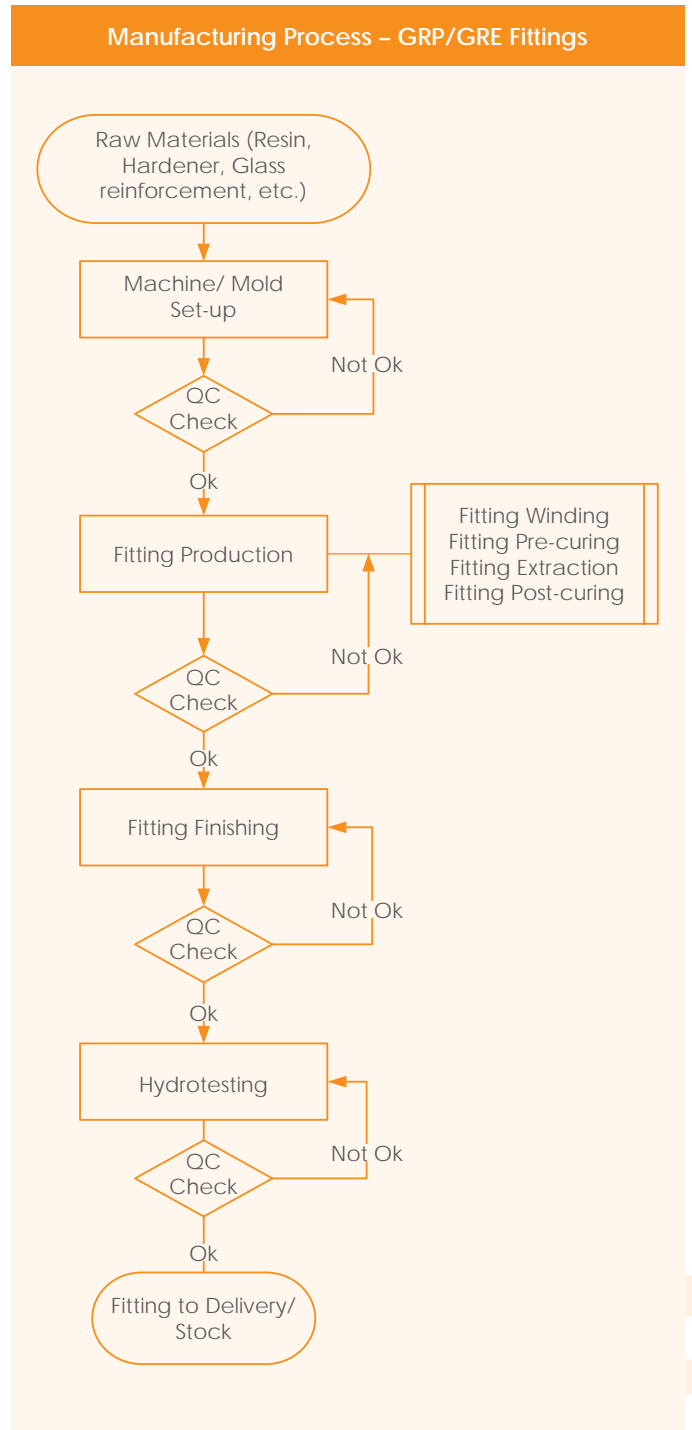 Manufacturing Process – GRP/GRE Fittings
Raw Materials (Resin,
Hardener, Glass
reinforcement, etc.)
Machine/ Mold
Set-up
Not Ok
QC
Check
Ok
Fitting Production
Fitting Winding
Fitting Pre-curing
Fitting Extraction
Fitting Post-curing
Not Ok
QC
Check
Ok
Fitting Finishing
Not Ok
QC
Check
Ok
Hydrotesting
Not Ok
QC
Check
Ok
Fitting to Delivery/
Stock